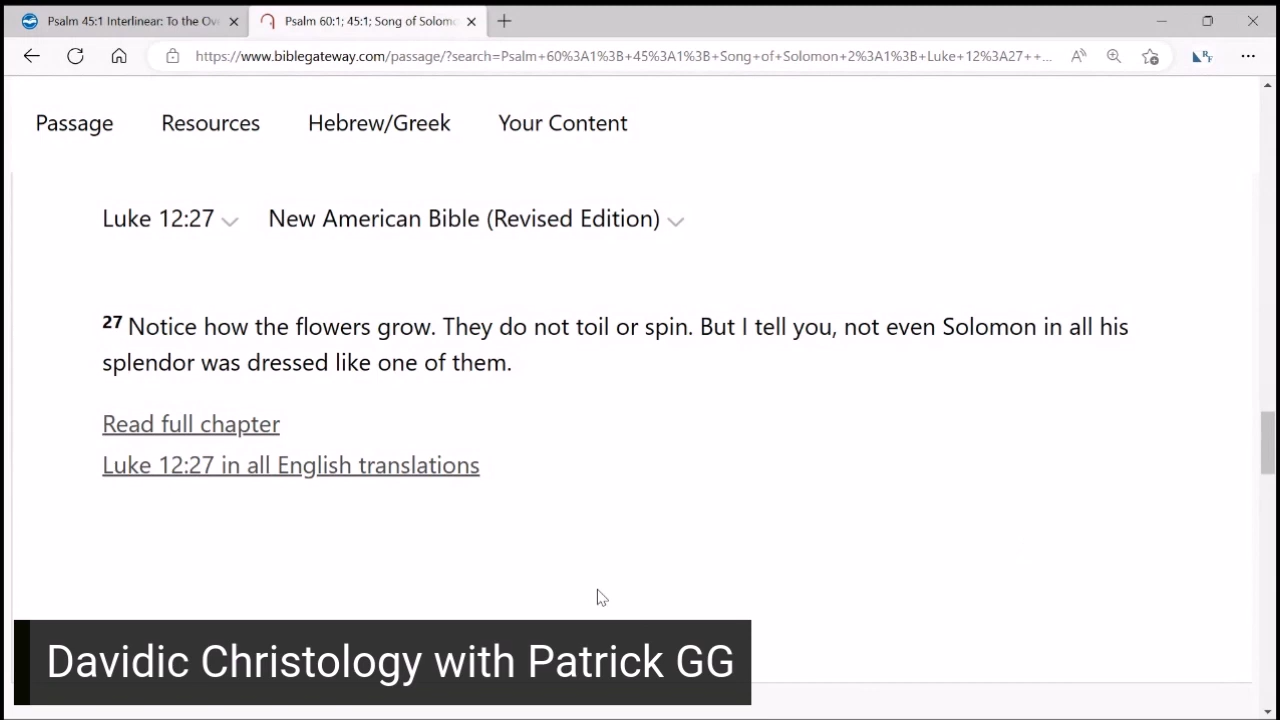 Psalm 45:1 Interlinear: To the Ov
Psalm 60:1; 45:1; Song of Solomo
https://www.biblegateway.com/passage/?search=Psalm+60%3A1%3B+45%3A1%3B+Song+of+Solomon+2%3A1%3B+Luke+12%3A27++...
Passage Resources Hebrew/Greek Your Content
Luke 12:27 New American Bible (Revised Edition)
27 Notice how the flowers grow. They do not toil or spin. But I tell you, not even Solomon in all his
splendor was dressed like one of them.
Read full chapter
Luke 12:27 in all English translations
Davidic Christology with Patrick GG